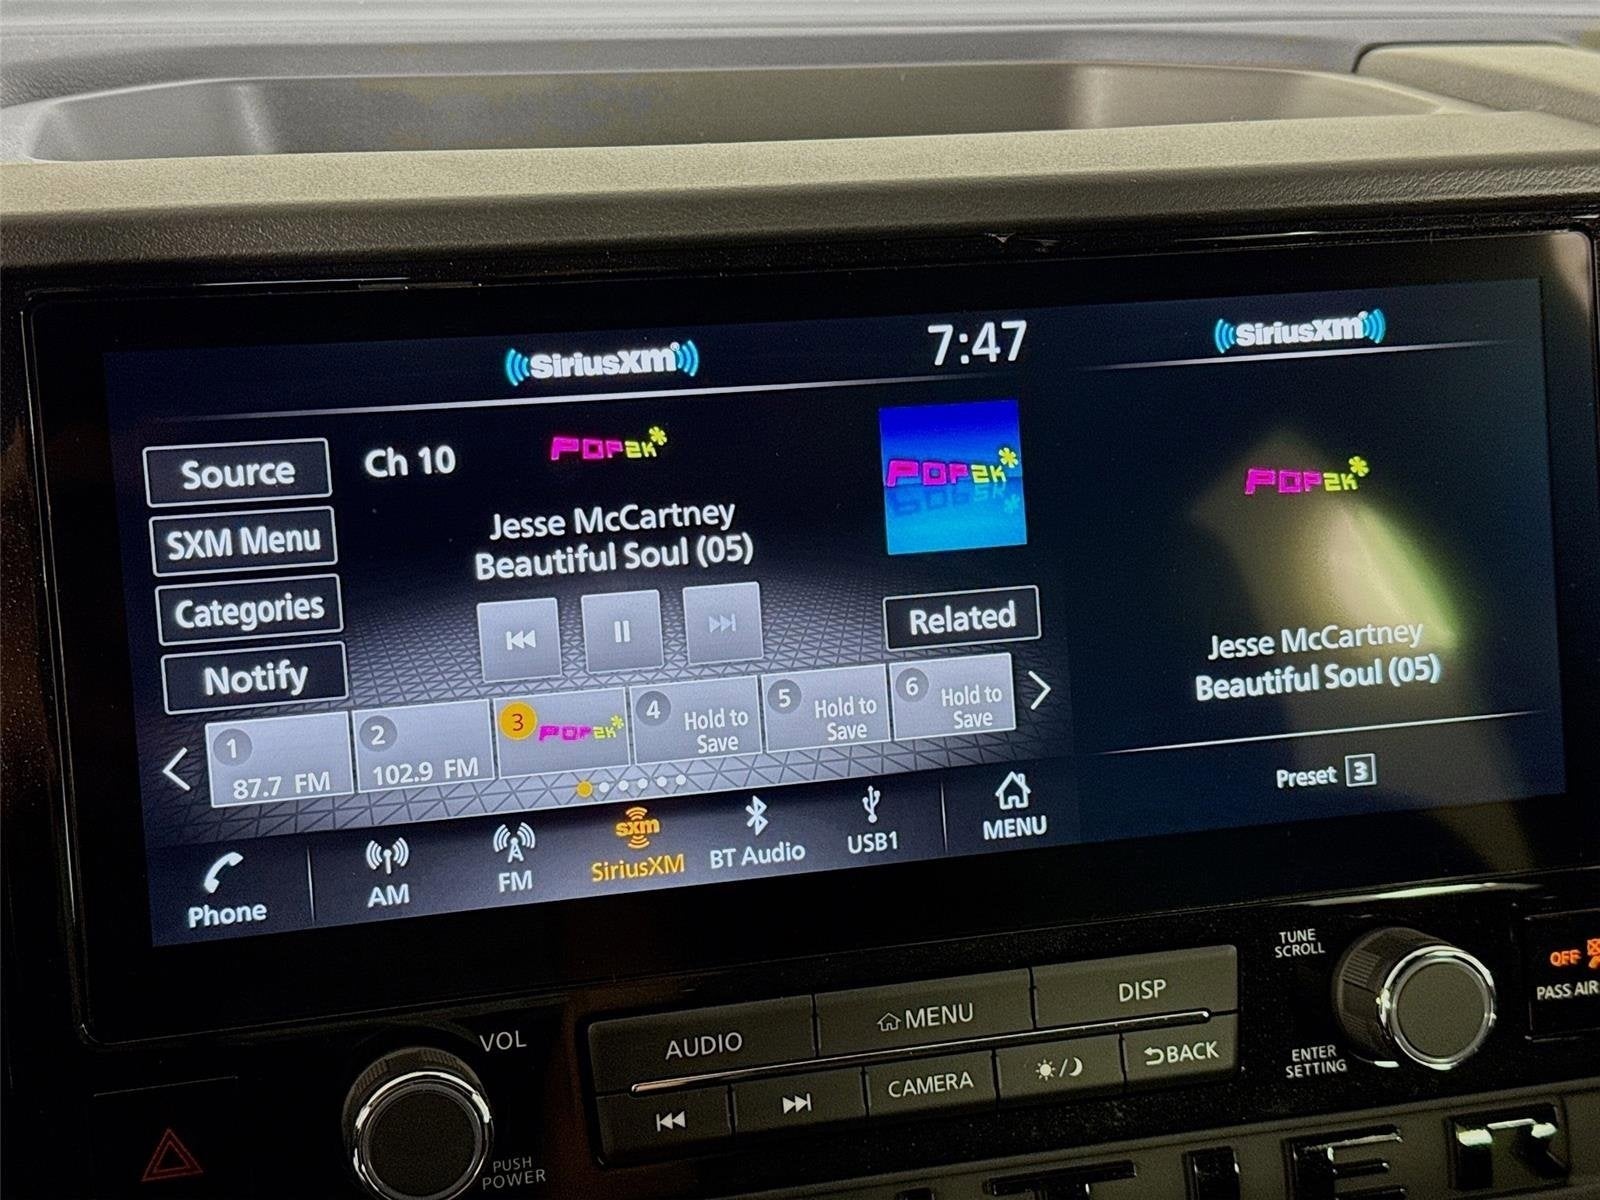 SiriusXM
7:47
SiriusXM
Source
Ch 10
POP2K*
POP2K*
POP2K*
SXM Menu
Jesse McCartney
Beautiful Soul (05)
Categories
Related
Jesse McCartney
Beautiful Soul (05)
Notify
1
87.7 FM
2
102.9 FM
3
POP2K*
4
Hold to
Save
5
Hold to
Save
6
Hold to
Save
Preset 3
Phone
AM
FM
sxm
SiriusXM
BT Audio
USB1
MENU
TUNE
SCROLL
OFF
PASS AIR
VOL
AUDIO
MENU
DISP
CAMERA
BACK
ENTER
SETTING
PUSH
POWER